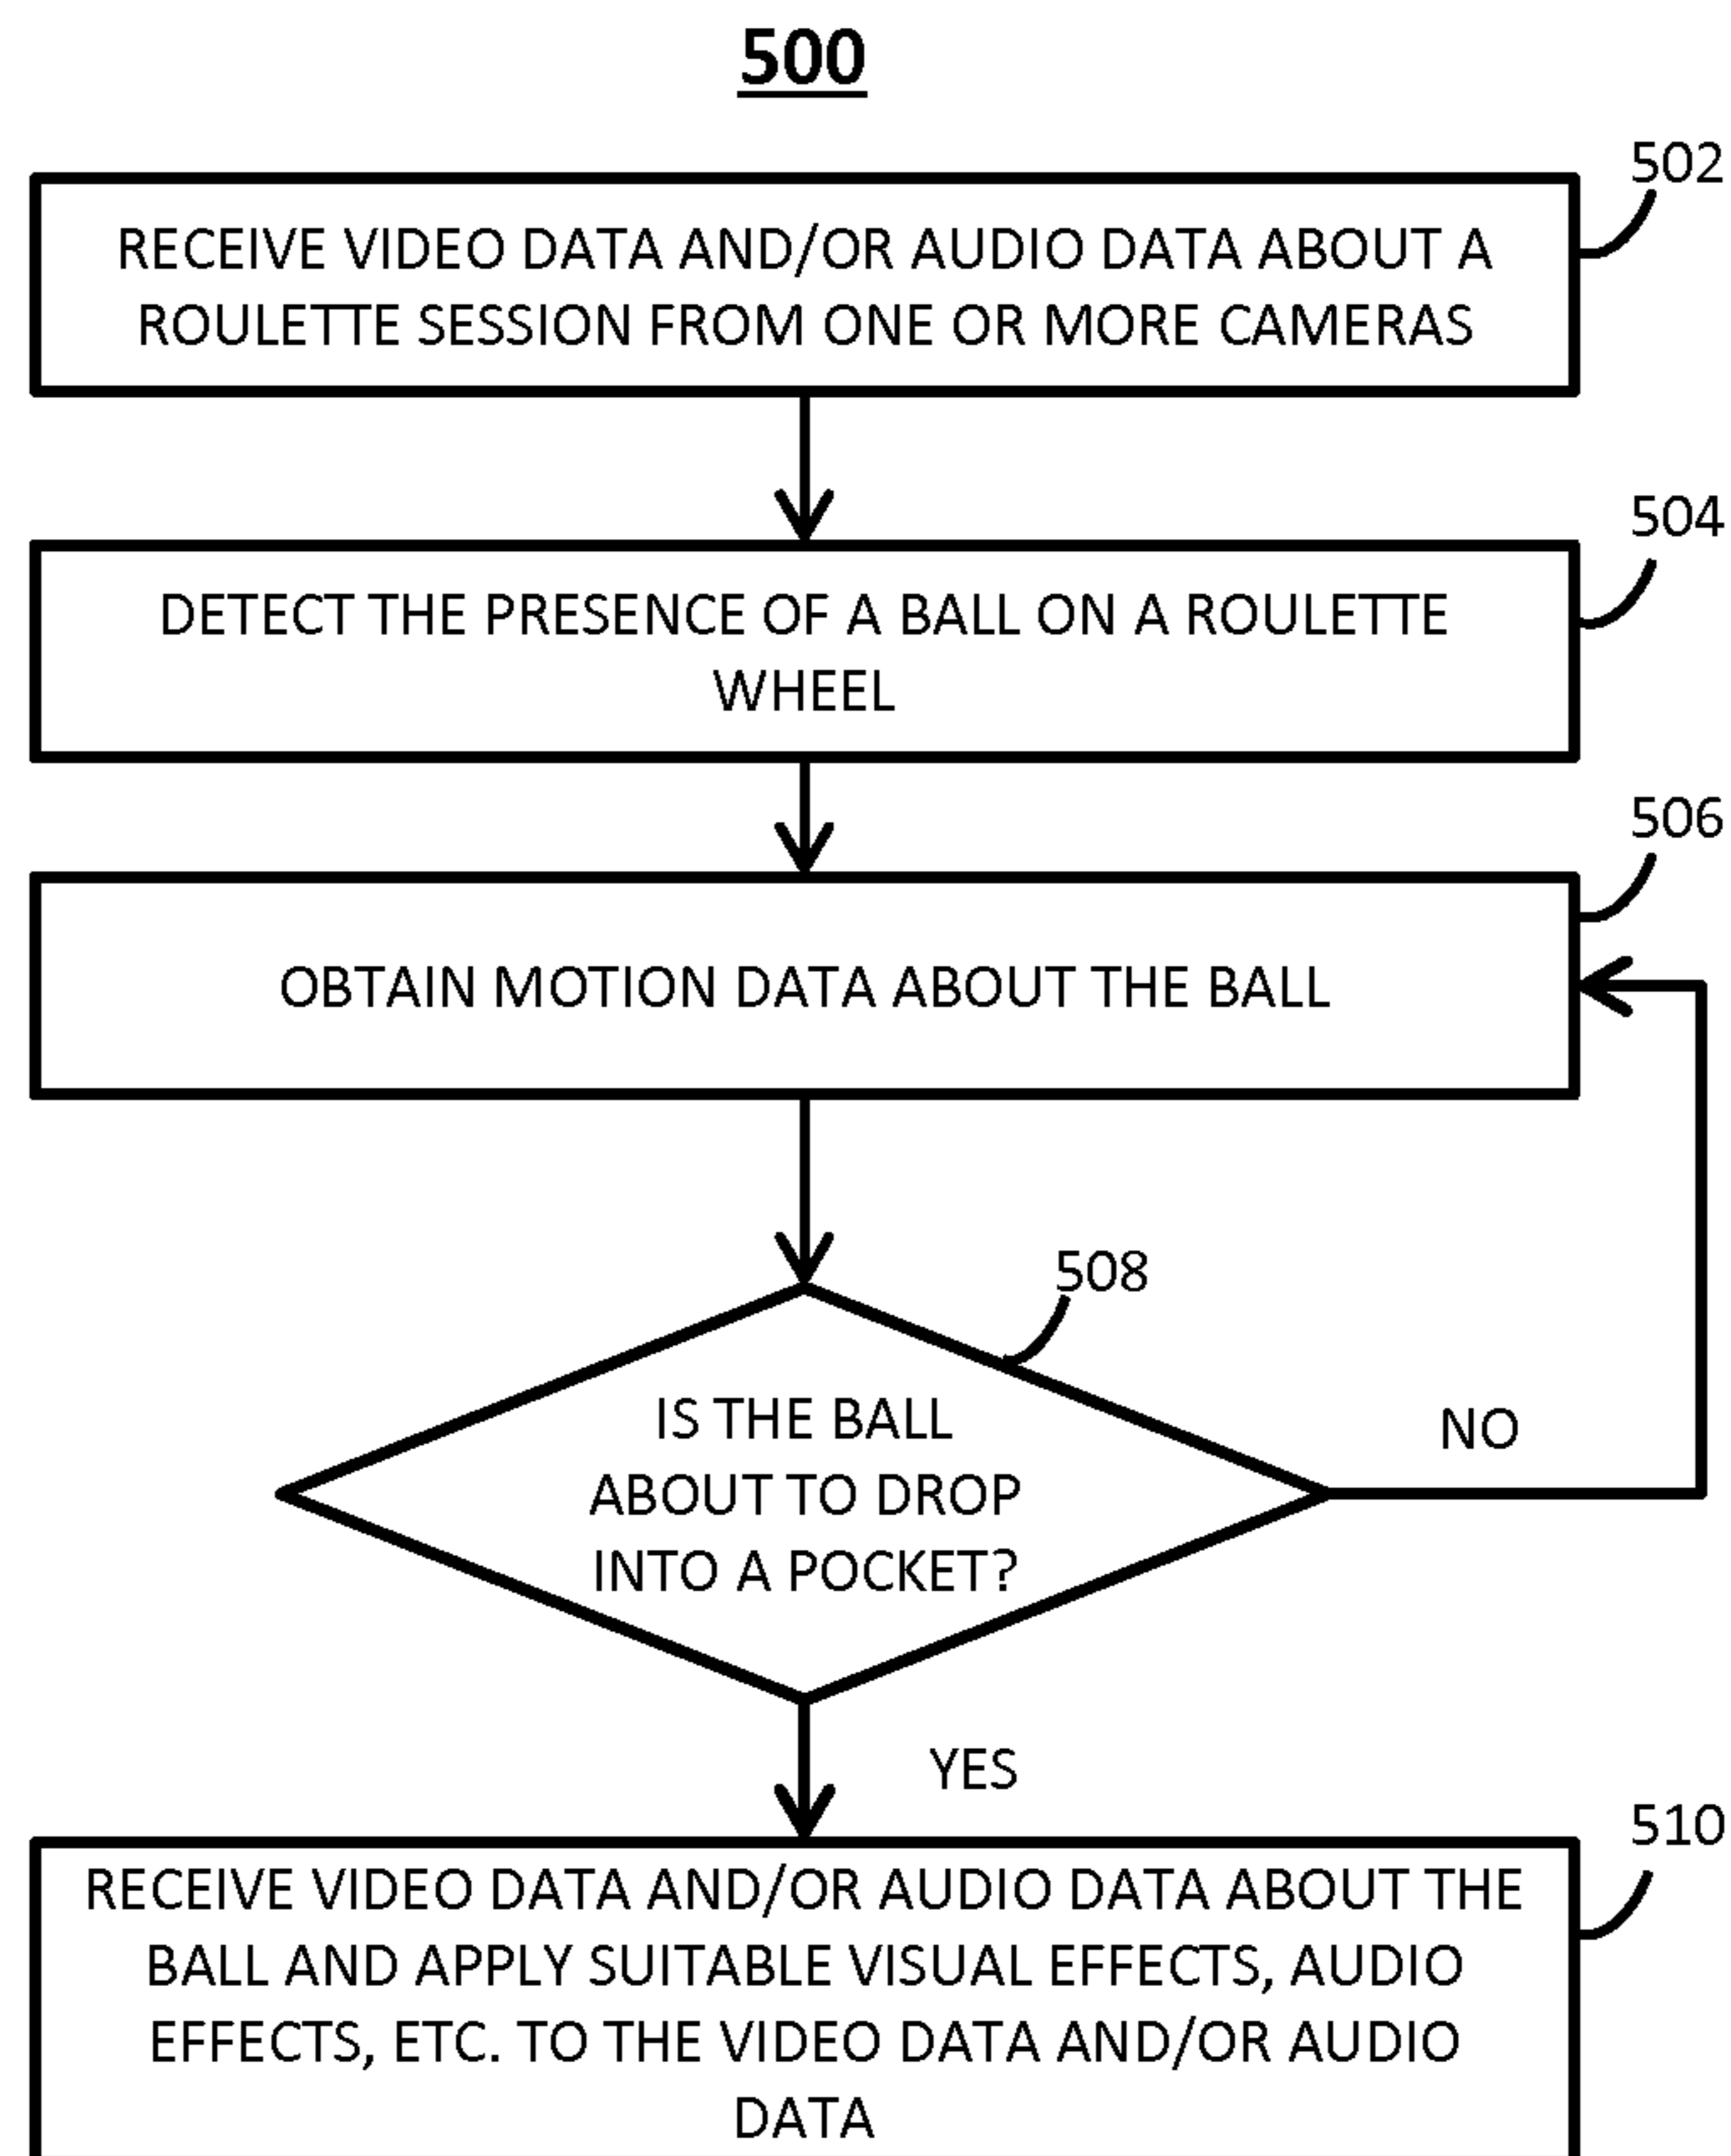 500
502
RECEIVE VIDEO DATA AND/OR AUDIO DATA ABOUT A
ROULETTE SESSION FROM ONE OR MORE CAMERAS
504
DETECT THE PRESENCE OF A BALL ON A ROULETTE
WHEEL
506
OBTAIN MOTION DATA ABOUT THE BALL
508
IS THE BALL
ABOUT TO DROP
INTO A POCKET?
NO
YES
510
RECEIVE VIDEO DATA AND/OR AUDIO DATA ABOUT THE
BALL AND APPLY SUITABLE VISUAL EFFECTS, AUDIO
EFFECTS, ETC. TO THE VIDEO DATA AND/OR AUDIO
DATA